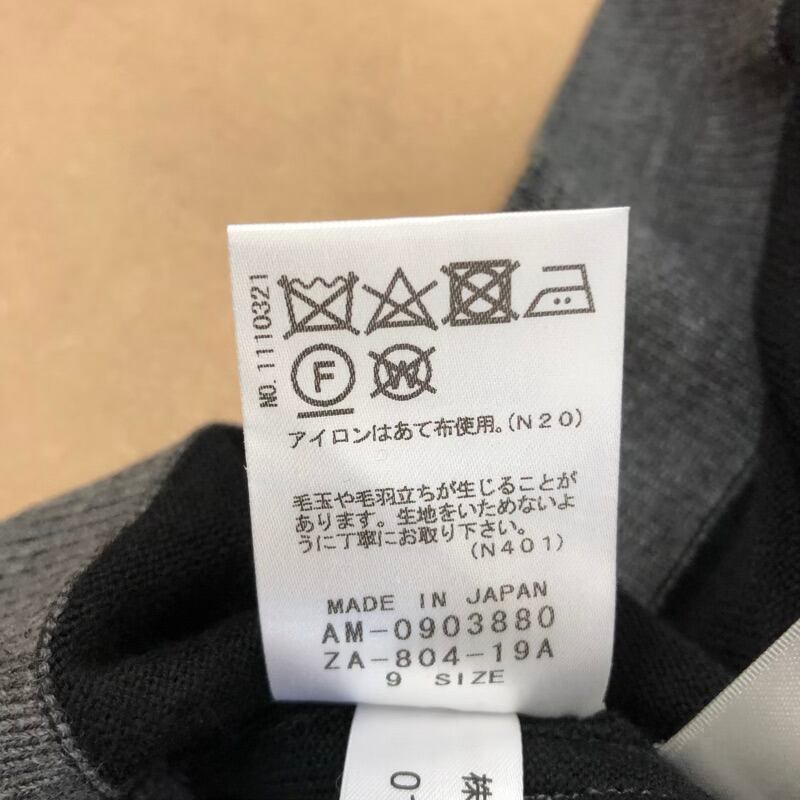 NO.1110321
F
W
アイロンはあて布使用。(N20)
毛玉や毛羽立ちが生じることが
あります。生地をいためないよ
うに丁寧にお取り下さい。
(N401)
MADE IN JAPAN
AM-0903880
ZA-804-19A
9 SIZE
株